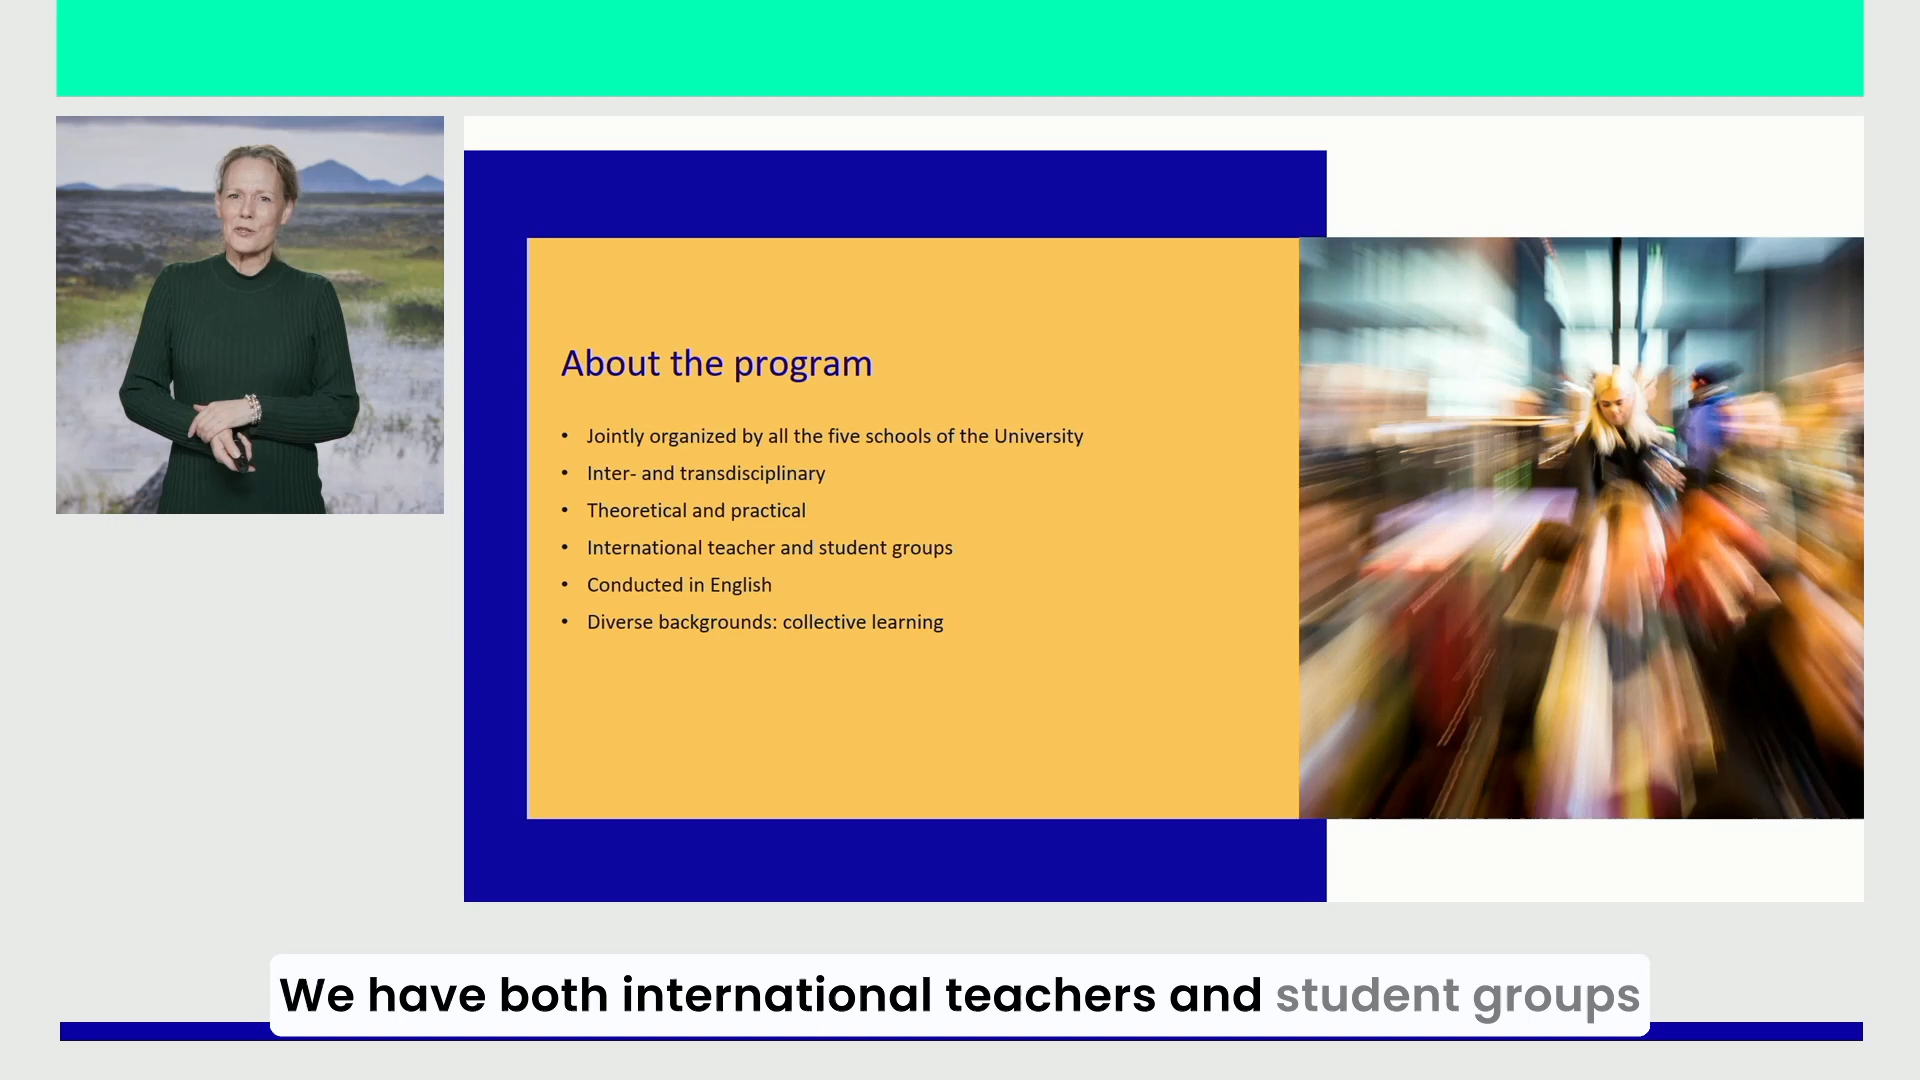 About the program
• Jointly organized by all the five schools of the University
• Inter- and transdisciplinary
• Theoretical and practical
• International teacher and student groups
• Conducted in English
• Diverse backgrounds: collective learning
We have both international teachers and student groups